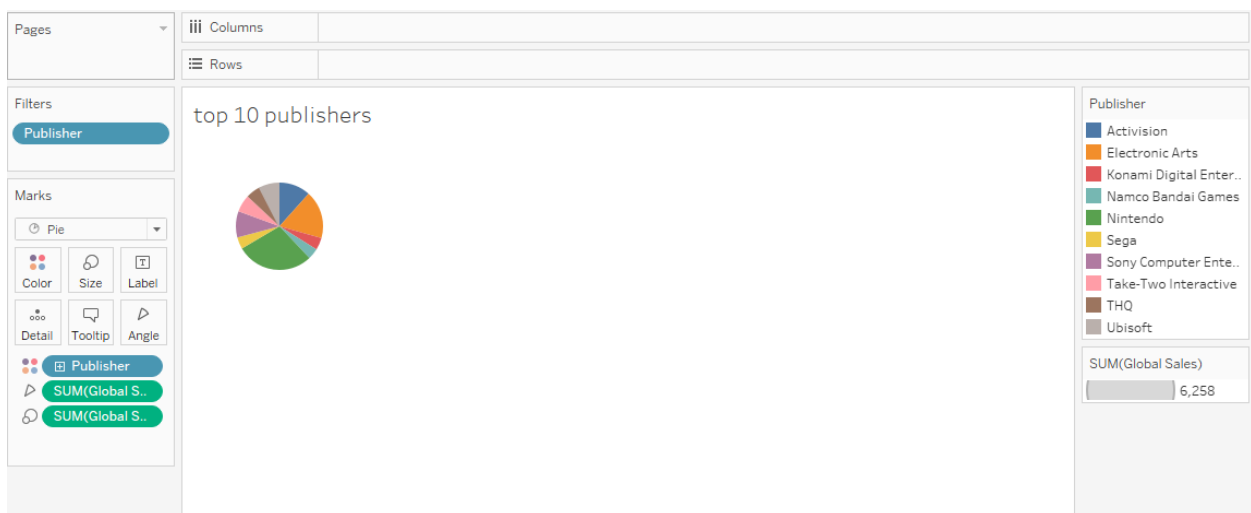 Pages
Columns
Rows
Filters
Publisher
Marks
Pie
Color Size Label
Detail Tooltip Angle
Publisher
SUM(Global S..
SUM(Global S..
top 10 publishers
Publisher
Activision
Electronic Arts
Konami Digital Enter..
Namco Bandai Games
Nintendo
Sega
Sony Computer Ente..
Take-Two Interactive
THQ
Ubisoft
SUM(Global Sales)
6,258